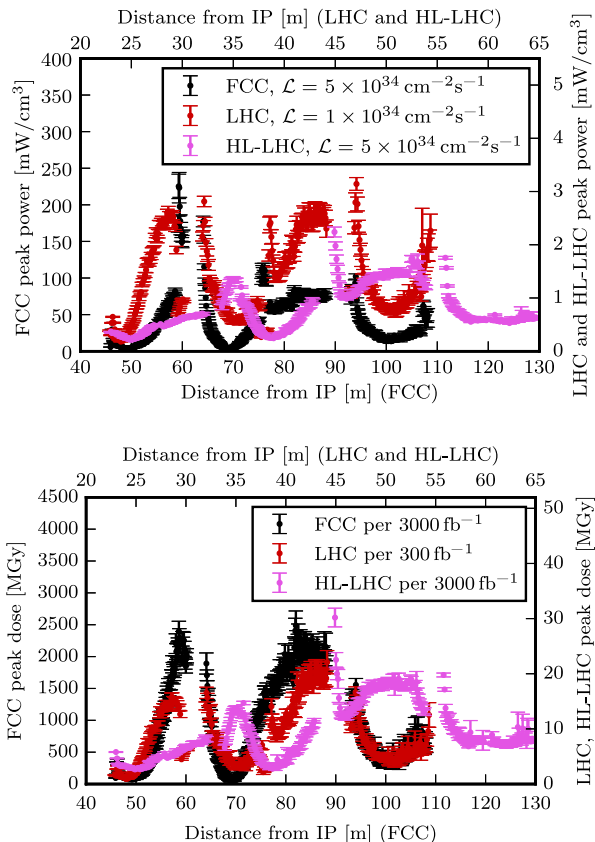 Distance from IP [m] (LHC and HL-LHC)
20 25 30 35 40 45 50 55 60 65
400
350
300
250
200
150
100
50
0
FCC peak power [mW/cm³]
FCC, ℒ = 5 × 10³⁴ cm⁻²s⁻¹
LHC, ℒ = 1 × 10³⁴ cm⁻²s⁻¹
HL-LHC, ℒ = 5 × 10³⁴ cm⁻²s⁻¹
5
4
3
2
1
0
LHC and HL-LHC peak power [mW/cm³]
40 50 60 70 80 90 100 110 120 130
Distance from IP [m] (FCC)
Distance from IP [m] (LHC and HL-LHC)
20 25 30 35 40 45 50 55 60 65
4500
4000
3500
3000
2500
2000
1500
1000
500
0
FCC peak dose [MGy]
FCC per 3000 fb⁻¹
LHC per 300 fb⁻¹
HL-LHC per 3000 fb⁻¹
50
40
30
20
10
0
LHC, HL-LHC peak dose [MGy]
40 50 60 70 80 90 100 110 120 130
Distance from IP [m] (FCC)